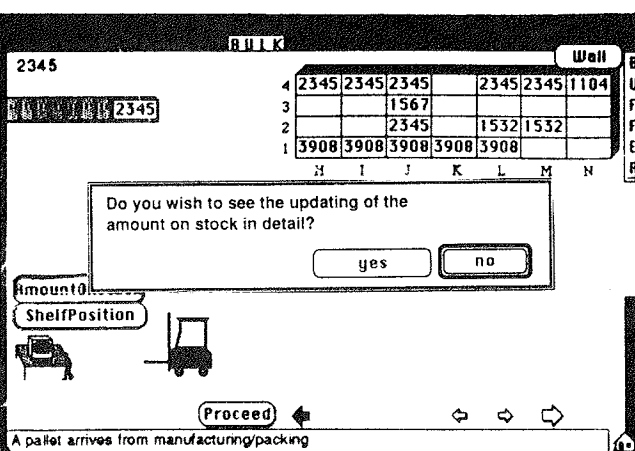 BULK
2345
Wall
4 2345 2345 2345 2345 2345 1104
3 1567
2345
2 2345 1532 1532
1 3908 3908 3908 3908 3908
H I J K L M N
Do you wish to see the updating of the
amount on stock in detail?
yes no
ShelfPosition
Proceed
A pallet arrives from manufacturing/packing